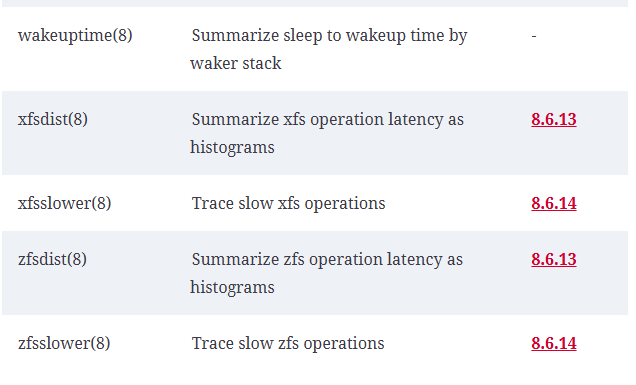 wakeuptime(8) Summarize sleep to wakeup time by -
waker stack
xfsdist(8) Summarize xfs operation latency as 8.6.13
histograms
xfsslower(8) Trace slow xfs operations 8.6.14
zfsdist(8) Summarize zfs operation latency as 8.6.13
histograms
zfsslower(8) Trace slow zfs operations 8.6.14